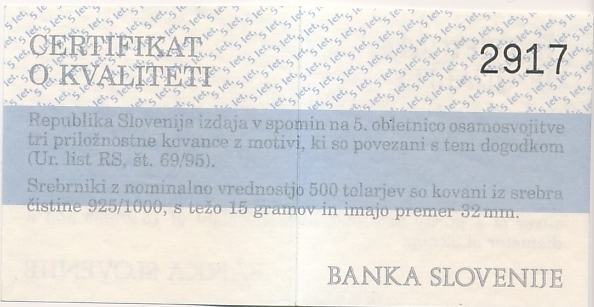 CERTIFIKAT
O KVALITETI
2917
Republika Slovenije izdaja v spomin na 5. obletnico osamosvojitve
tri priložnostne kovance z motivi, ki so povezani s tem dogodkom
(Ur. list RS, št. 69/95).
Srebrniki z nominalno vrednostjo 500 tolarjev so kovani iz srebra
čistine 925/1000, s težo 15 gramov in imajo premer 32 mm.
BANKA SLOVENIJE